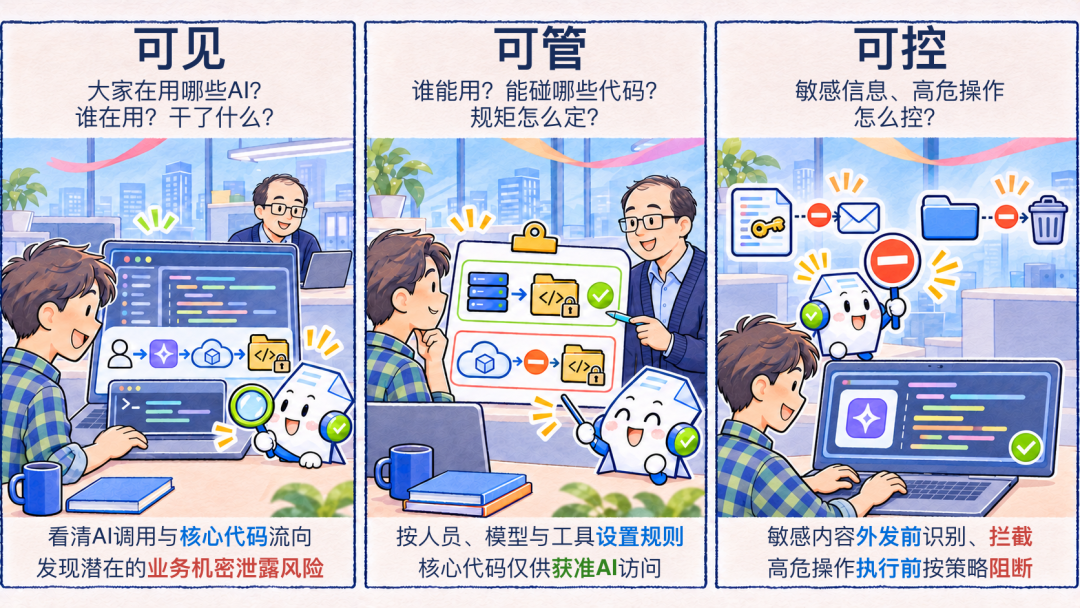 可见
大家在用哪些AI?
谁在用？干了什么？
看清AI调用与核心代码流向
发现潜在的业务机密泄露风险
可管
谁能用？能碰哪些代码？
规矩怎么定？
</>
</>
按人员、模型与工具设置规则
核心代码仅供获准AI访问
可控
敏感信息、高危操作
怎么控？
敏感内容外发前识别、拦截
高危操作执行前按策略阻断